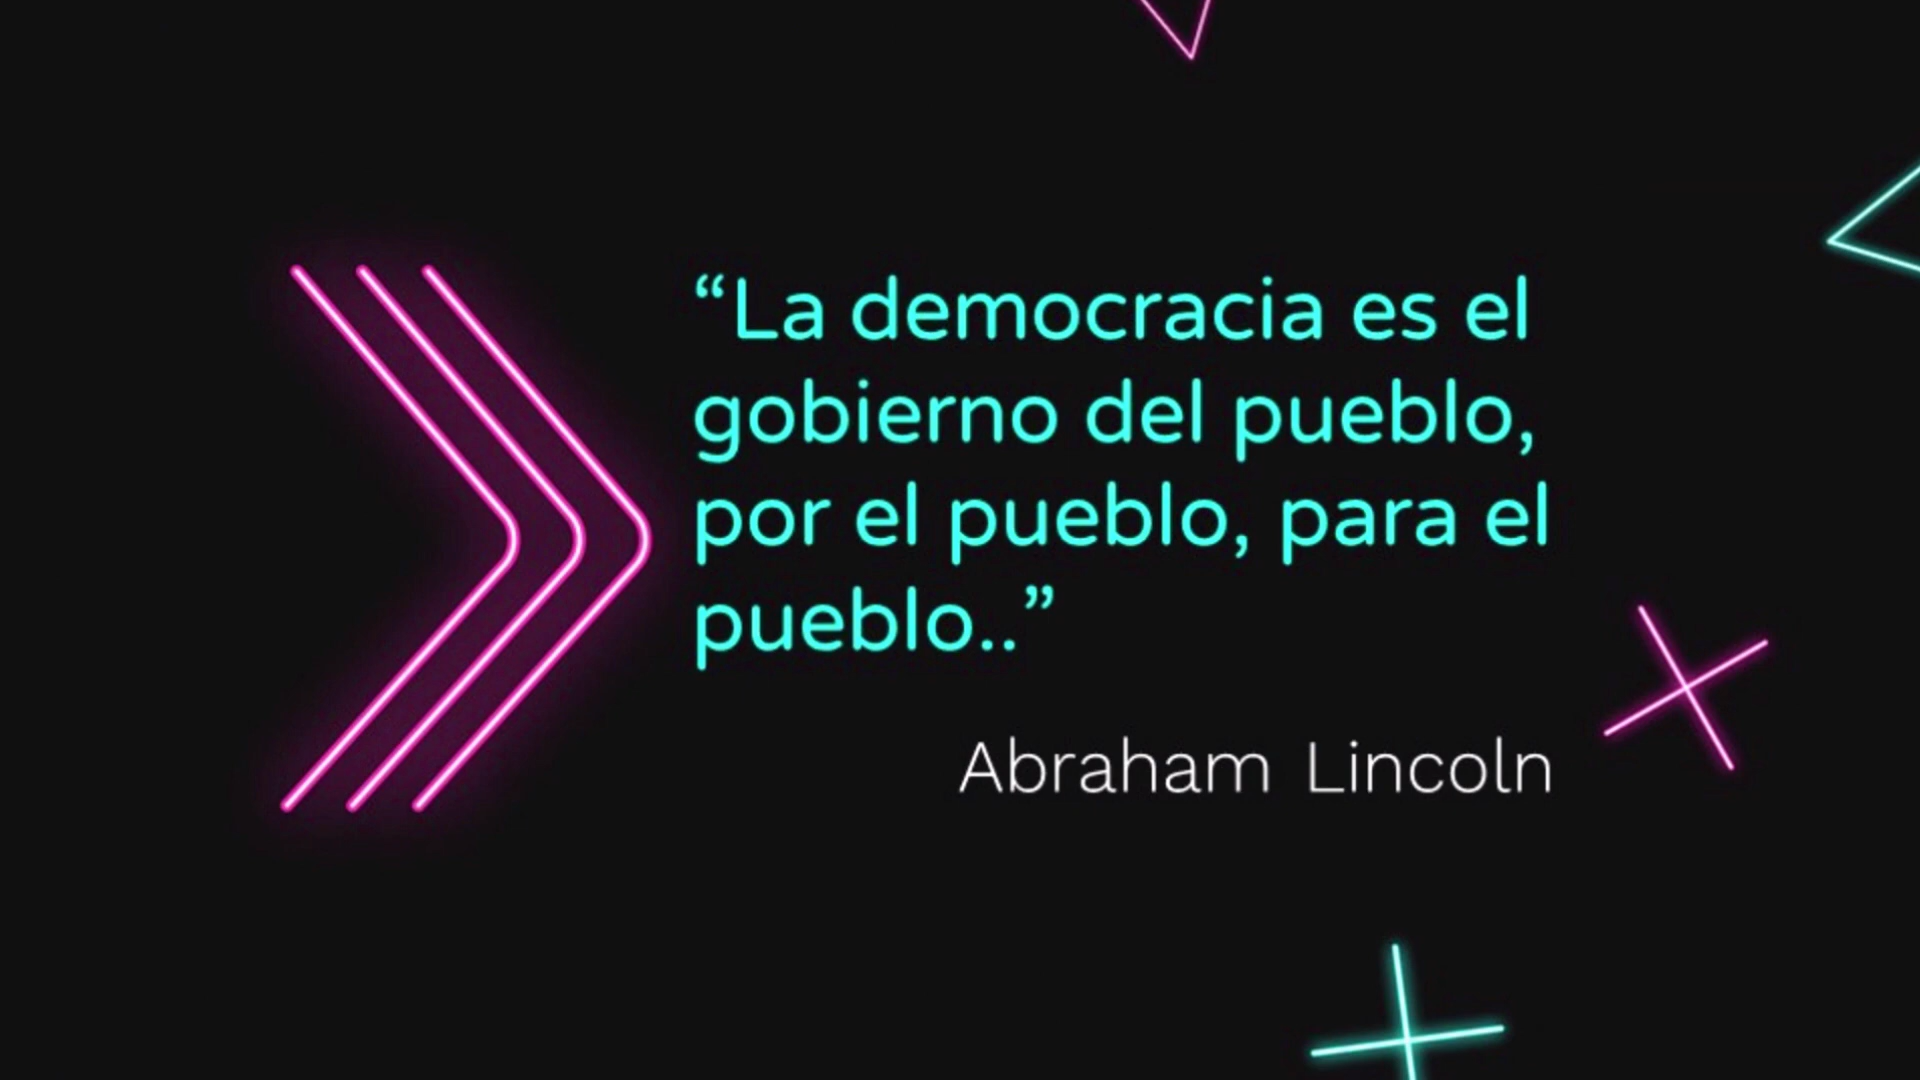 “La democracia es el
gobierno del pueblo,
por el pueblo, para el
pueblo..”
Abraham Lincoln